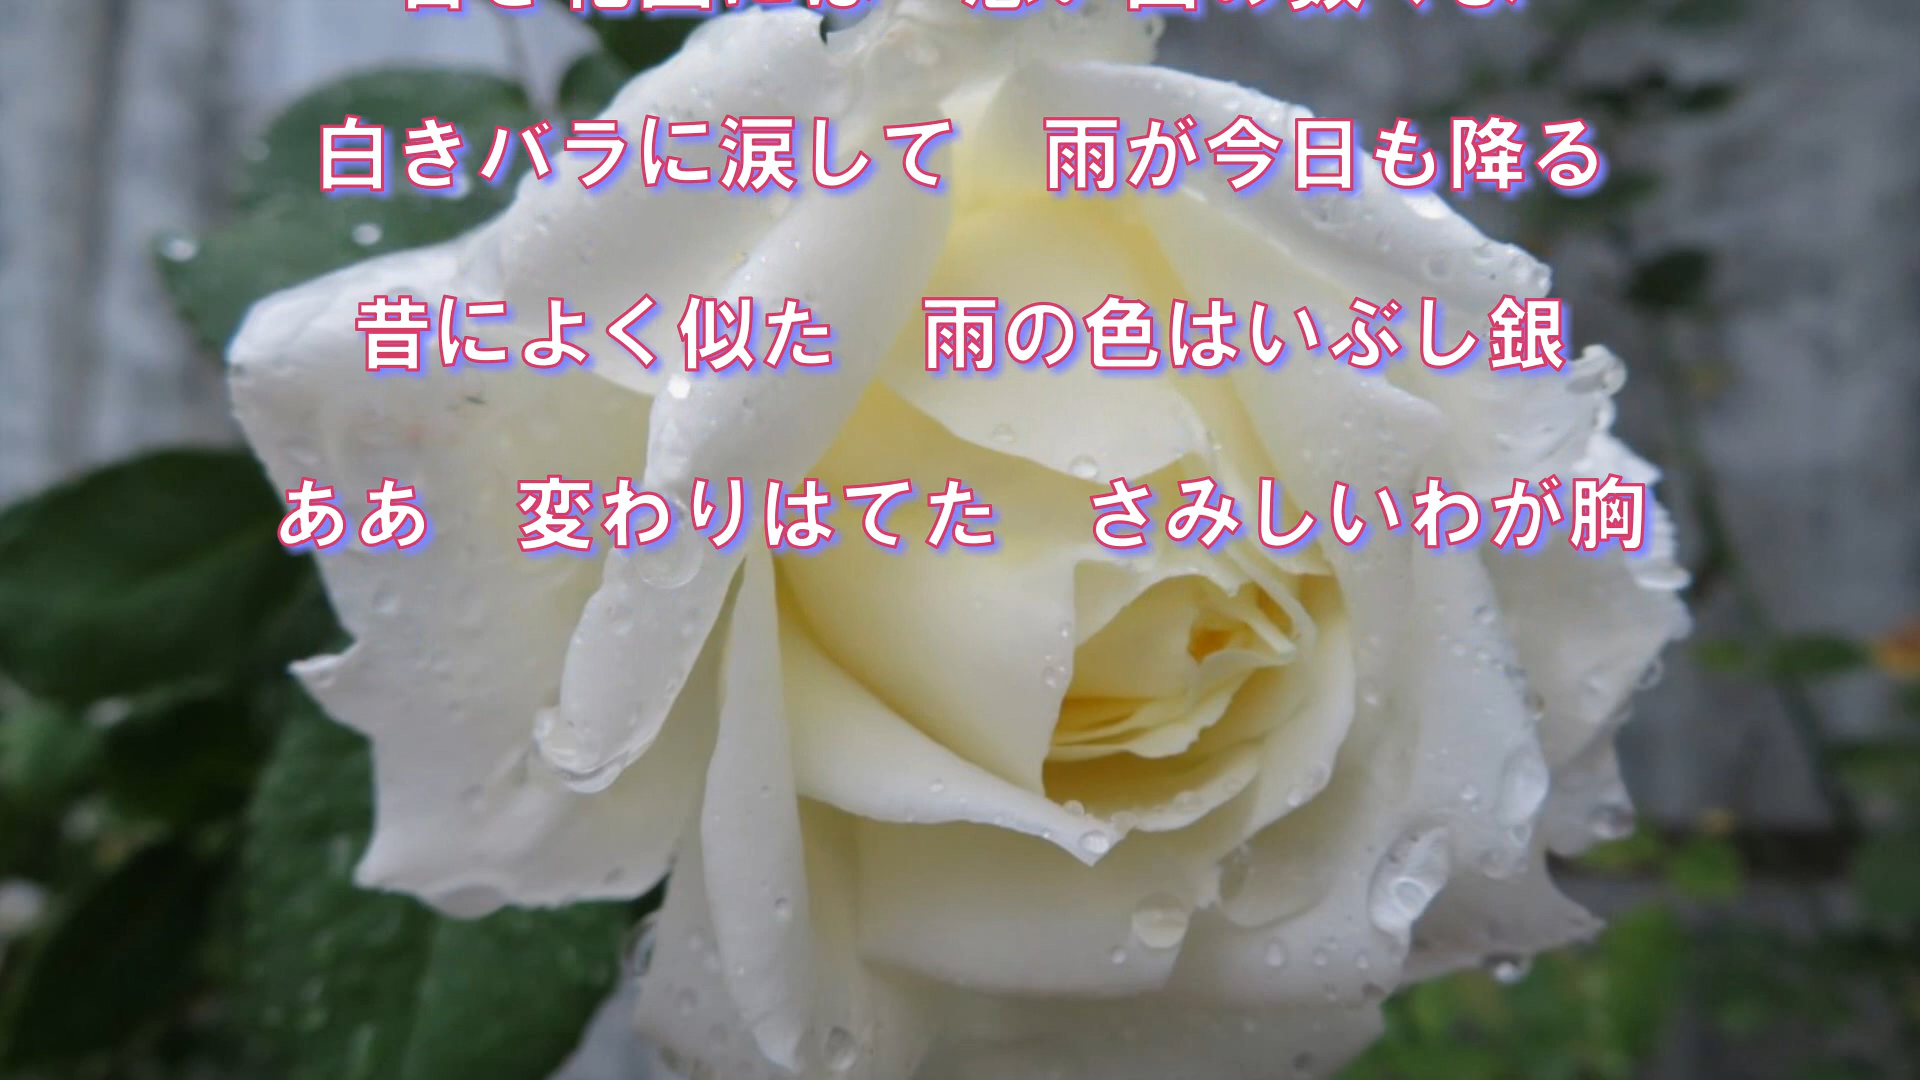 白きバラに涙して　雨が今日も降る
昔によく似た　雨の色はいぶし銀
ああ　変わりはてた　さみしいわが胸